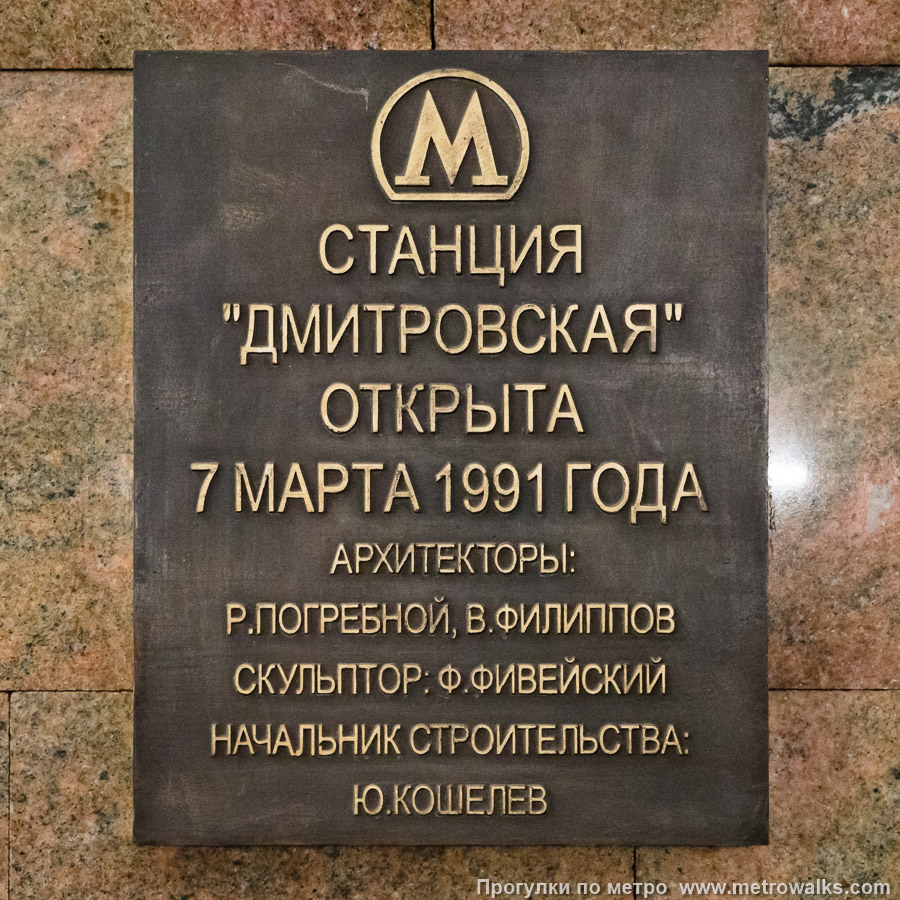 М
СТАНЦИЯ
"ДМИТРОВСКАЯ"
ОТКРЫТА
7 МАРТА 1991 ГОДА
АРХИТЕКТОРЫ:
Р.ПОГРЕБНОЙ, В.ФИЛИППОВ
СКУЛЬПТОР: Ф.ФИВЕЙСКИЙ
НАЧАЛЬНИК СТРОИТЕЛЬСТВА:
Ю.КОШЕЛЕВ
Прогулки по метро www.metrowalks.com